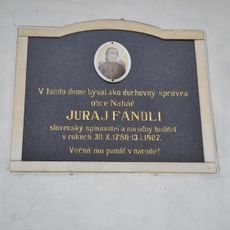 V tomto dome býval ako duchovný správca
obce Naháč
JURAJ FÁNDLI
slovenský spisovateľ a národný buditeľ
v rokoch 30.X.1780-13.I.1807.
Večná mu pamäť v národe!